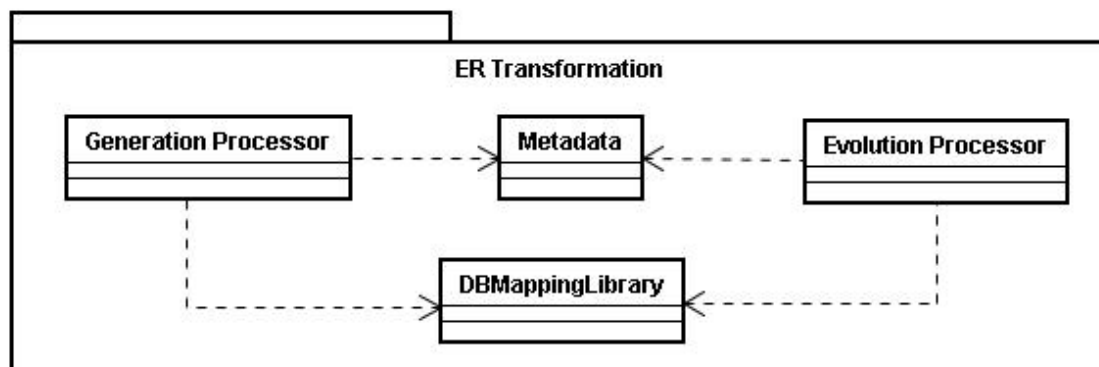 ER Transformation
Generation Processor
Metadata
Evolution Processor
DBMappingLibrary